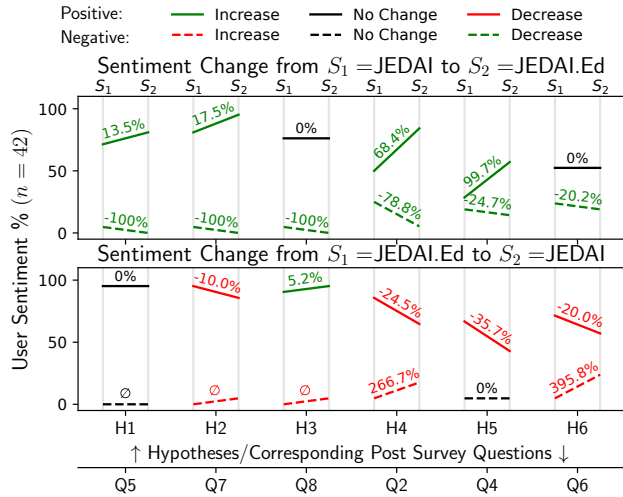 Positive: Increase No Change Decrease
Negative: Increase No Change Decrease
Sentiment Change from S₁ =JEDAI to S₂ =JEDAI.Ed
S₁ S₂ S₁ S₂ S₁ S₂ S₁ S₂ S₁ S₂ S₁ S₂
User Sentiment % (n = 42)
100
50
0
13.5% 17.5% 0% 68.4% 99.7% 0%
-100% -100% -100% -78.8% -24.7% -20.2%
Sentiment Change from S₁ =JEDAI.Ed to S₂ =JEDAI
100
50
0
0% -10.0% 5.2% -24.5% -35.7% -20.0%
∅ ∅ ∅ 266.7% 0% 395.8%
H1 H2 H3 H4 H5 H6
↑ Hypotheses/Corresponding Post Survey Questions ↓
Q5 Q7 Q8 Q2 Q4 Q6